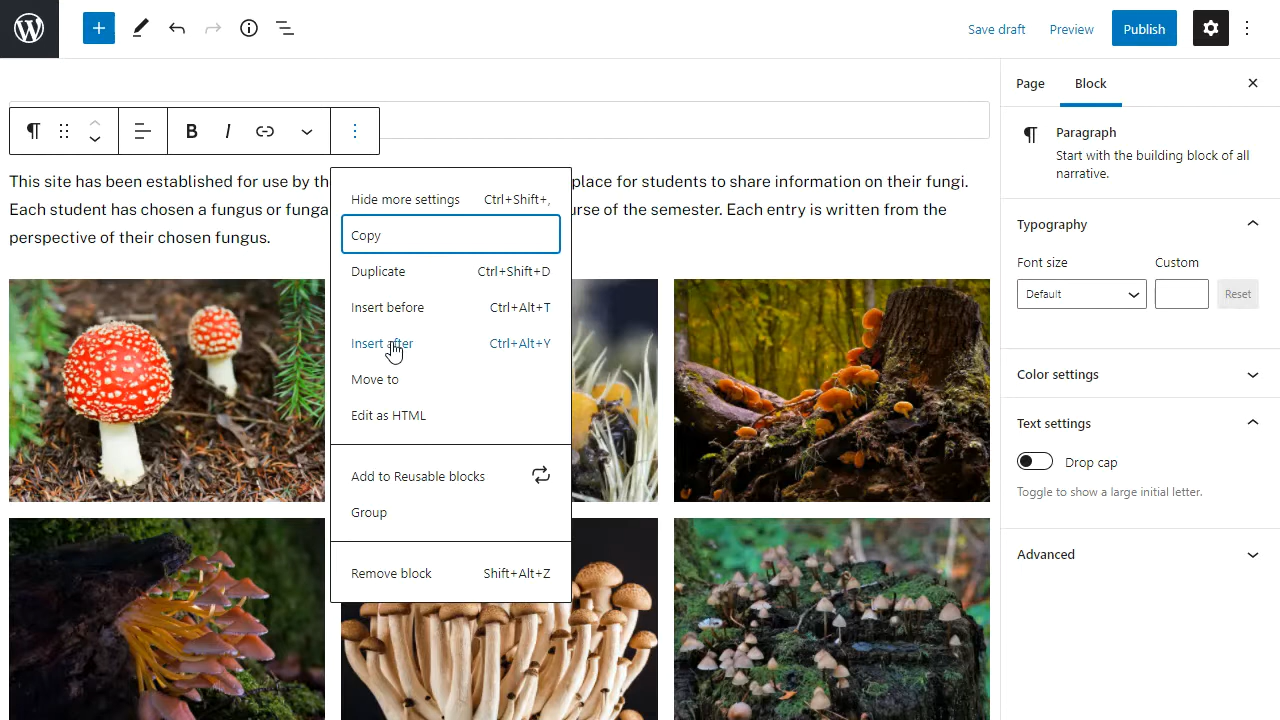 Save draft Preview Publish
Page Block
B I
Paragraph
Start with the building block of all
narrative.
This site has been established for use by th place for students to share information on their fungi.
Each student has chosen a fungus or funga urse of the semester. Each entry is written from the
perspective of their chosen fungus.
Hide more settings Ctrl+Shift+,
Copy
Duplicate Ctrl+Shift+D
Insert before Ctrl+Alt+T
Insert after Ctrl+Alt+Y
Move to
Edit as HTML
Add to Reusable blocks
Group
Remove block Shift+Alt+Z
Typography
Font size Custom
Default Reset
Color settings
Text settings
Drop cap
Toggle to show a large initial letter.
Advanced